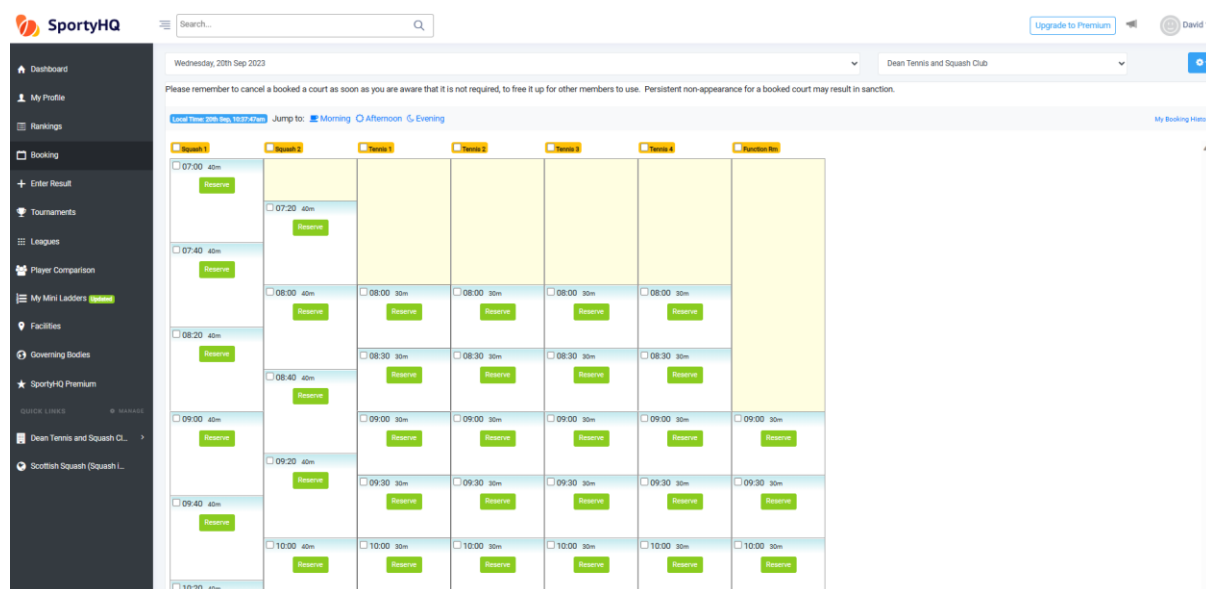 SportyHQ
Search...
Upgrade to Premium
David
Dashboard
My Profile
Rankings
Booking
Enter Result
Tournaments
Leagues
Player Comparison
My Mini Ladders Updated
Facilities
Governing Bodies
SportyHQ Premium
QUICK LINKS MANAGE
Dean Tennis and Squash Cl...
Scottish Squash (Squash i...
Wednesday, 20th Sep 2023 Dean Tennis and Squash Club
Please remember to cancel a booked a court as soon as you are aware that it is not required, to free it up for other members to use. Persistent non-appearance for a booked court may result in sanction.
Local Time: 20th Sep, 10:37:47am Jump to: Morning Afternoon Evening My Booking Histo
Squash 1 Squash 2 Tennis 1 Tennis 2 Tennis 3 Tennis 4 Function Rm
07:00 40m
Reserve
07:20 40m
Reserve
07:40 40m
Reserve
08:00 40m 08:00 30m 08:00 30m 08:00 30m 08:00 30m
Reserve Reserve Reserve Reserve Reserve
08:20 40m
Reserve
08:30 30m 08:30 30m 08:30 30m 08:30 30m
Reserve Reserve Reserve Reserve
08:40 40m
Reserve
09:00 40m 09:00 30m 09:00 30m 09:00 30m 09:00 30m 09:00 30m
Reserve Reserve Reserve Reserve Reserve Reserve
09:20 40m
Reserve
09:30 30m 09:30 30m 09:30 30m 09:30 30m 09:30 30m
Reserve Reserve Reserve Reserve Reserve
09:40 40m
Reserve
10:00 40m 10:00 30m 10:00 30m 10:00 30m 10:00 30m 10:00 30m
Reserve Reserve Reserve Reserve Reserve Reserve
10:20 40m